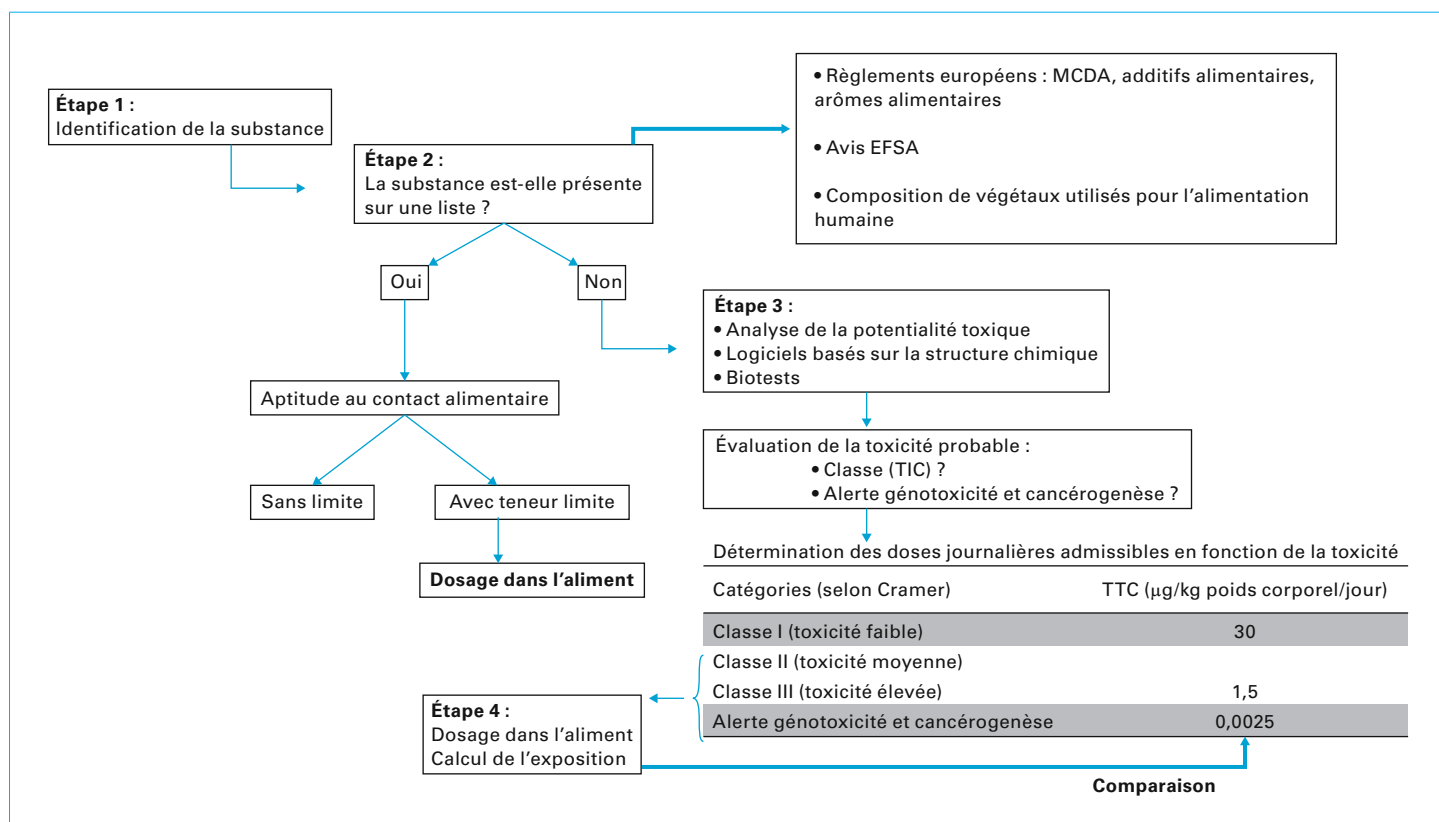 Étape 1 :
Identification de la substance
Étape 2 :
La substance est-elle présente
sur une liste ?
• Règlements européens : MCDA, additifs alimentaires,
arômes alimentaires
• Avis EFSA
• Composition de végétaux utilisés pour l'alimentation
humaine
Oui
Non
Aptitude au contact alimentaire
Sans limite
Avec teneur limite
Dosage dans l'aliment
Étape 3 :
• Analyse de la potentialité toxique
• Logiciels basés sur la structure chimique
• Biotests
Évaluation de la toxicité probable :
• Classe (TIC) ?
• Alerte génotoxicité et cancérogenèse ?
Détermination des doses journalières admissibles en fonction de la toxicité
Catégories (selon Cramer) TTC (μg/kg poids corporel/jour)
Classe I (toxicité faible) 30
Classe II (toxicité moyenne)
Classe III (toxicité élevée) 1,5
Alerte génotoxicité et cancérogenèse 0,0025
Étape 4 :
Dosage dans l'aliment
Calcul de l'exposition
Comparaison